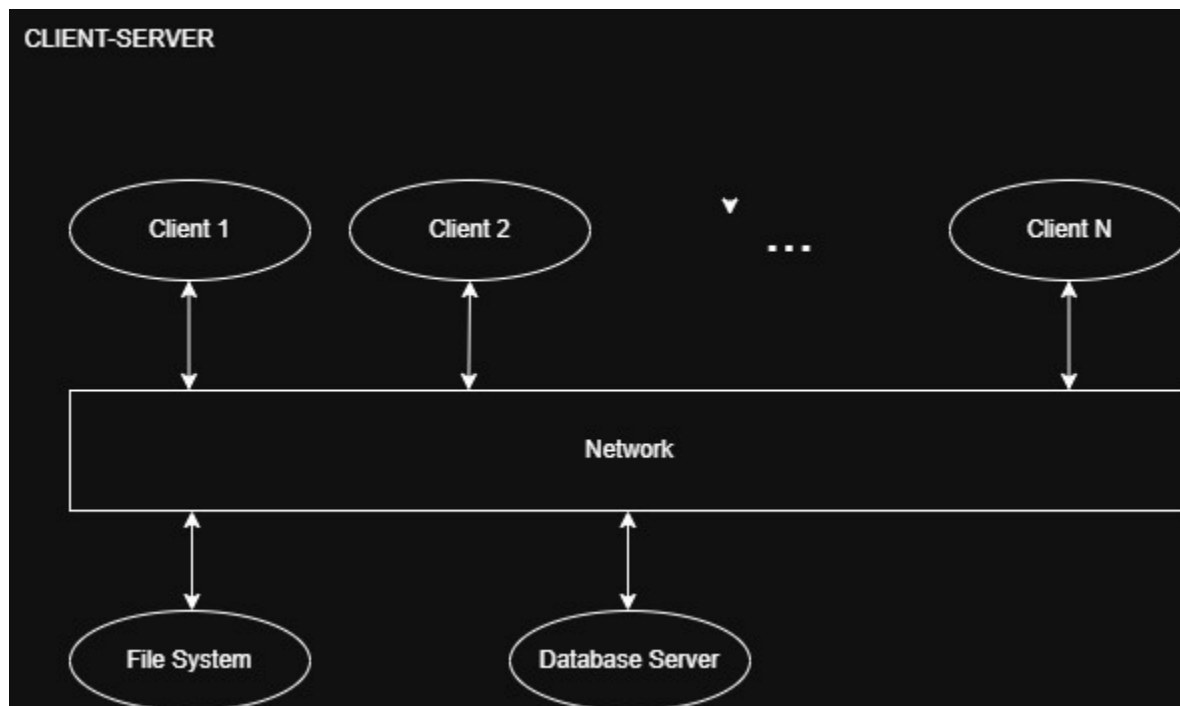 CLIENT-SERVER
Client 1
Client 2
...
Client N
Network
File System
Database Server